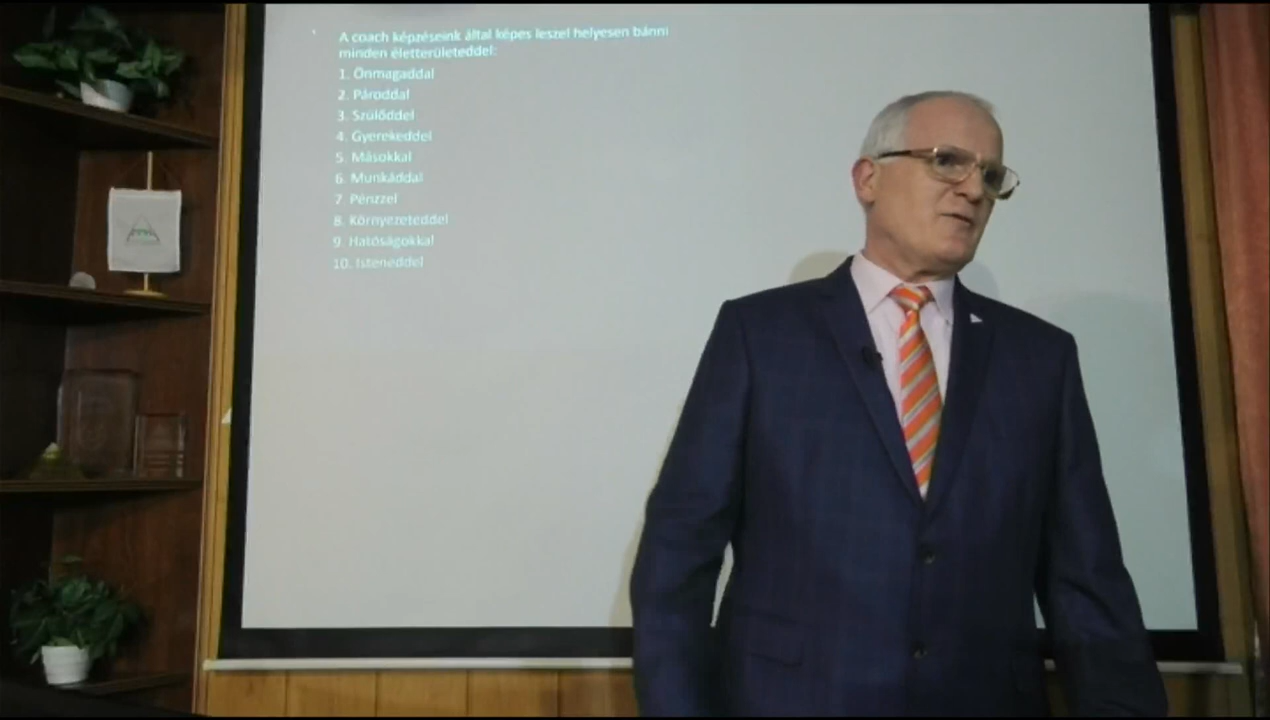 A coach képzéseink által képes leszel helyesen bánni
minden életterületeddel:
1. Önmagaddal
2. Pároddal
3. Szülőddel
4. Gyerekeddel
5. Másokkal
6. Munkáddal
7. Pénzzel
8. Környezeteddel
9. Hatóságokkal
10. Isteneddel